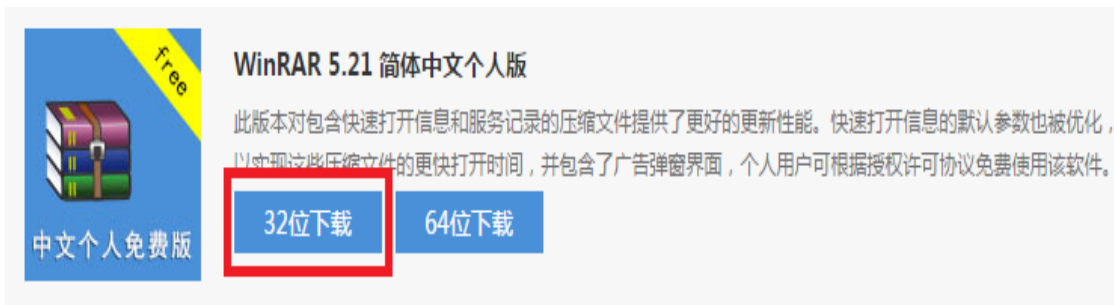 free
中文个人免费版
WinRAR 5.21 简体中文个人版
此版本对包含快速打开信息和服务记录的压缩文件提供了更好的更新性能。快速打开信息的默认参数也被优化，
以实现这些压缩文件的更快打开时间，并包含了广告弹窗界面，个人用户可根据授权许可协议免费使用该软件。
32位下载
64位下载